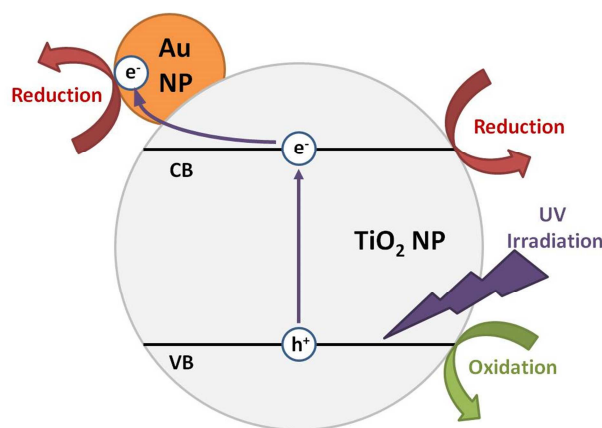 Au
NP
e-
Reduction
e-
Reduction
CB
UV
Irradiation
TiO₂ NP
h+
VB
Oxidation